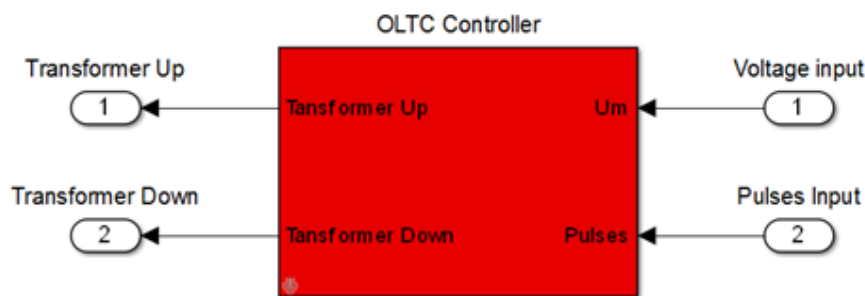 OLTC Controller
Transformer Up
1
Tansformer Up
Um
Voltage input
1
Transformer Down
2
Tansformer Down
Pulses
Pulses Input
2